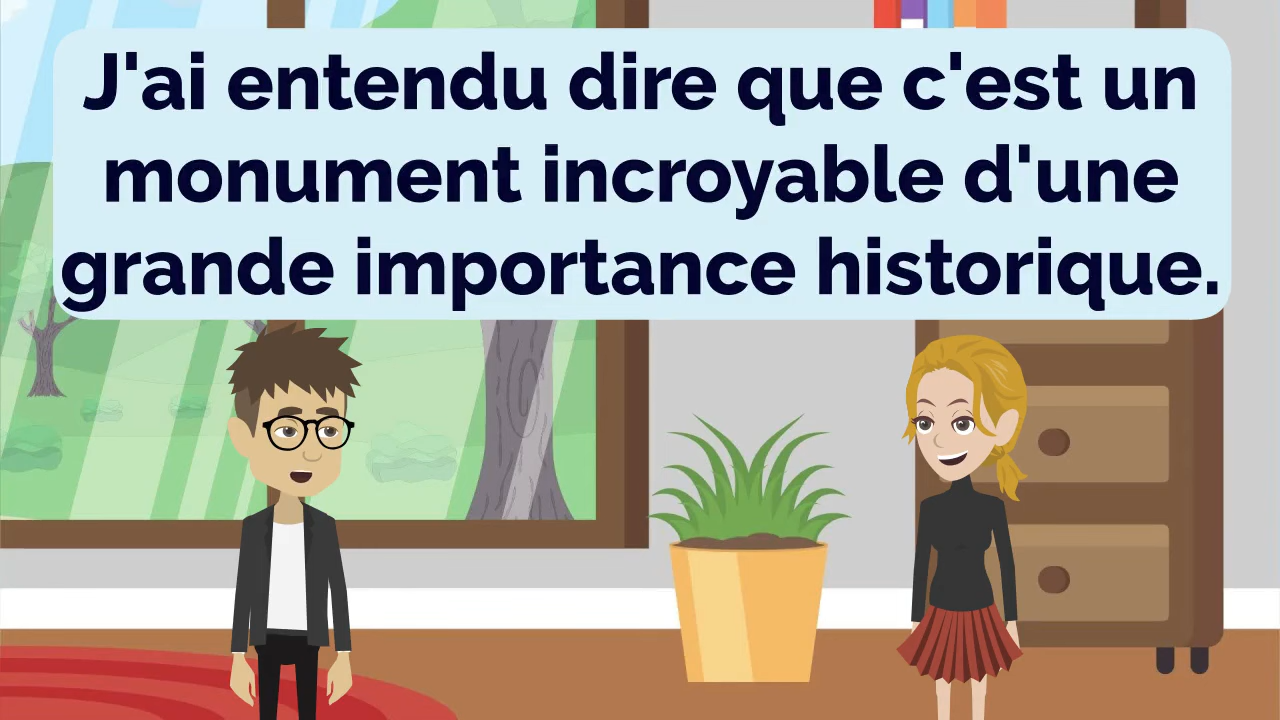 J'ai entendu dire que c'est un
monument incroyable d'une
grande importance historique.